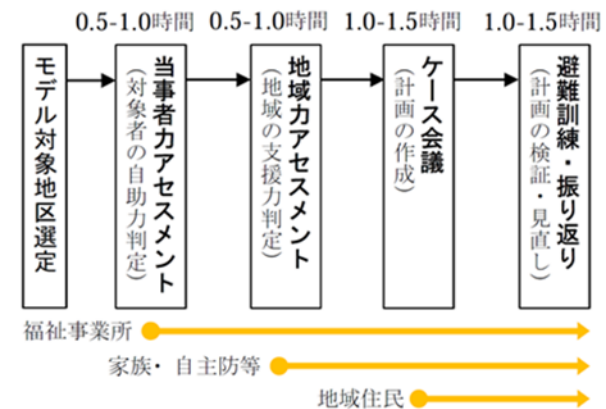 0.5-1.0時間 0.5-1.0時間 1.0-1.5時間 1.0-1.5時間
モデル対象地区選定
当事者力アセスメント
(対象者の自助力判定)
地域力アセスメント
(地域の支援力判定)
ケース会議
(計画の作成)
避難訓練・振り返り
(計画の検証・見直し)
福祉事業所
家族・自主防等
地域住民